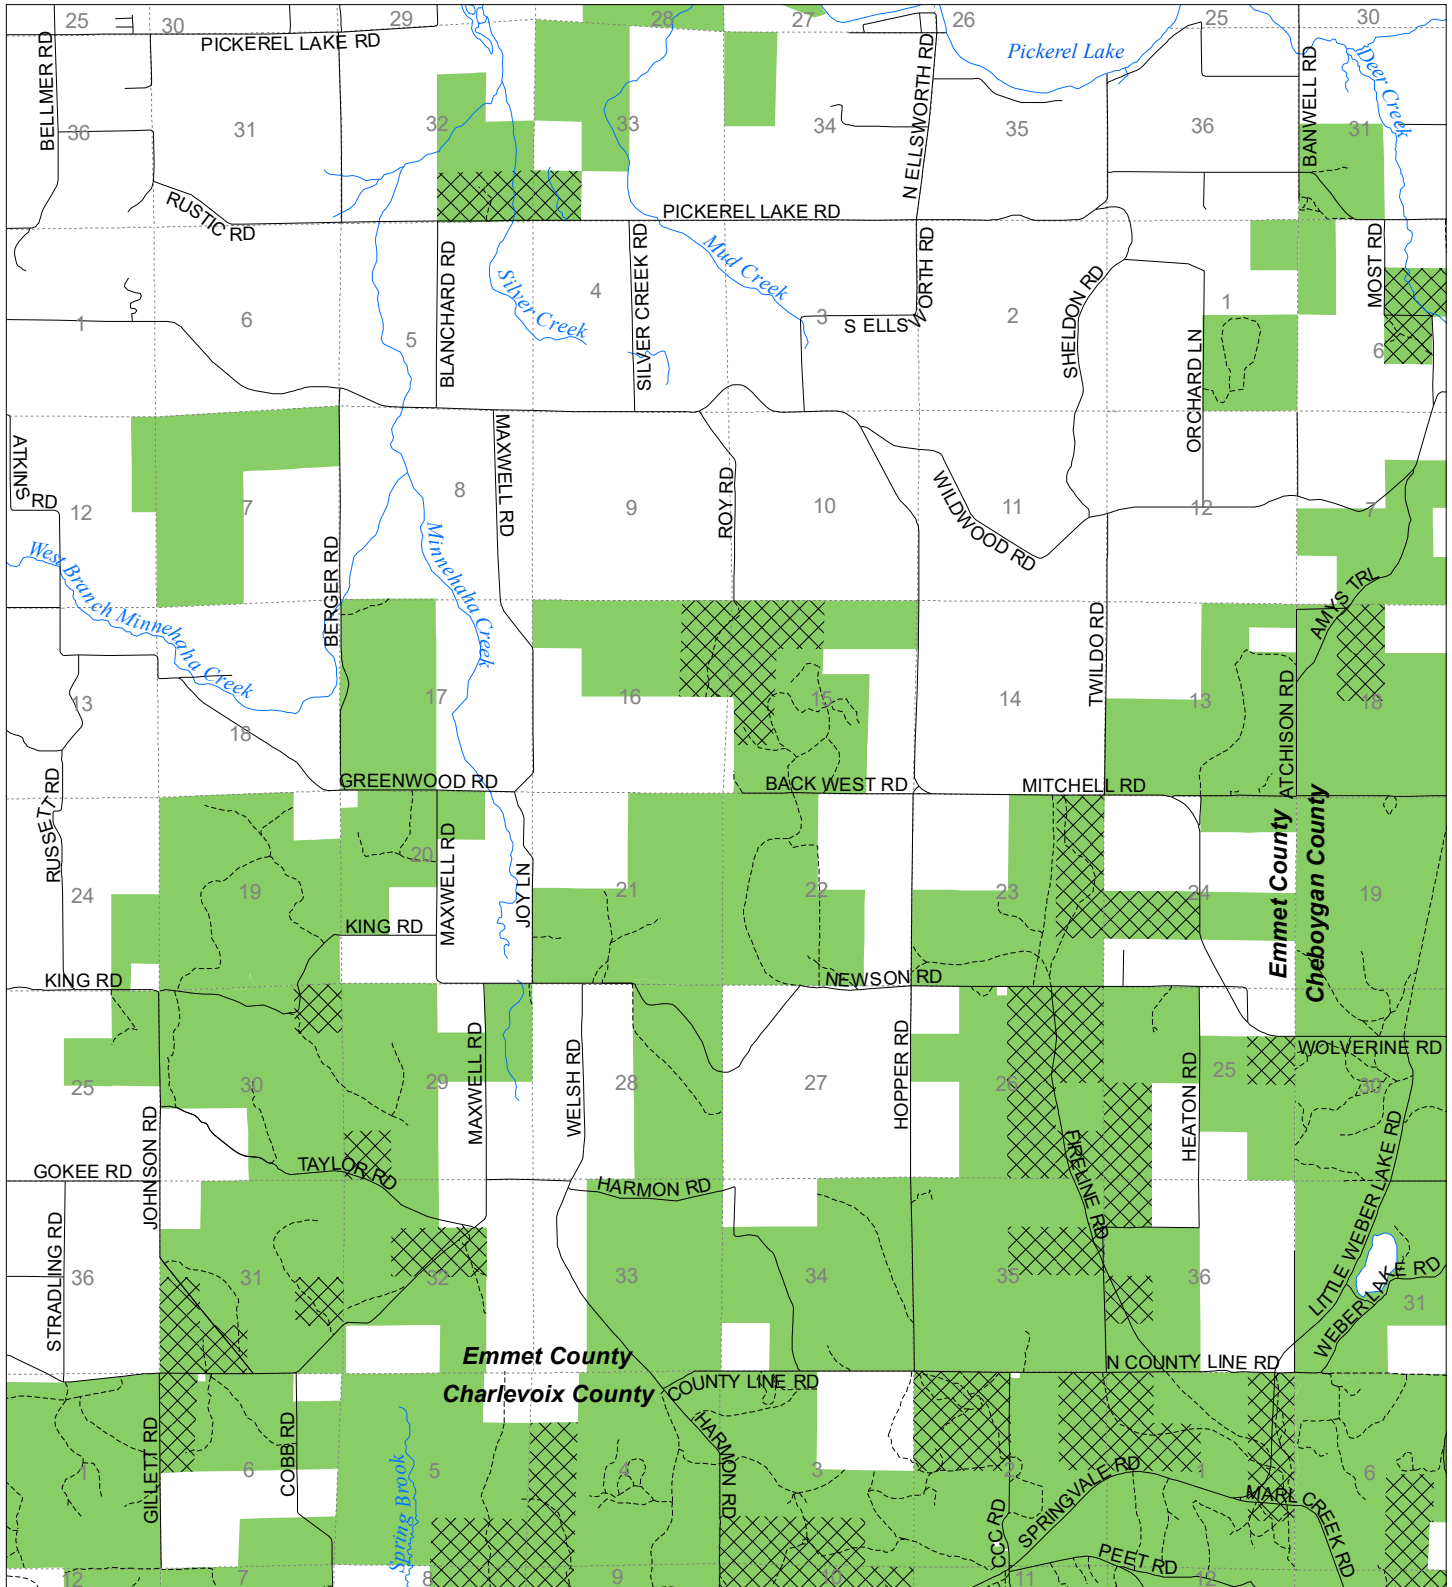 25
30
29
28
27
26
25
30
PICKEREL LAKE RD
Pickerel Lake
BELLMER RD
N ELLSWORTH RD
BANWELL RD
Deer Creek
36
31
32
33
34
35
36
31
RUSTIC RD
PICKEREL LAKE RD
BLANCHARD RD
Silver Creek
SILVER CREEK RD
Mud Creek
S ELLSWORTH RD
SHELDON RD
ORCHARD LN
MOST RD
1
6
5
4
3
2
1
6
ATKINS RD
MAXWELL RD
ROY RD
WILDWOOD RD
12
7
8
9
10
11
12
7
West Branch Minnehaha Creek
BERGER RD
Minnehaha Creek
TWILDO RD
AMYS TRL
13
18
17
16
15
14
13
18
ATCHISON RD
RUSSETT RD
GREENWOOD RD
BACK WEST RD
MITCHELL RD
MAXWELL RD
JOY LN
Emmet County
Cheboygan County
24
19
20
21
22
23
24
19
KING RD
KING RD
NEWSON RD
MAXWELL RD
WELSH RD
HOPPER RD
HEATON RD
WOLVERINE RD
25
30
29
28
27
26
25
30
JOHNSON RD
GOKEE RD
TAYLOR RD
HARMON RD
FIRELINE RD
LITTLE WEBER LAKE RD
WEBER LAKE RD
STRADLING RD
36
31
32
33
34
35
36
31
Emmet County
Charlevoix County
COUNTY LINE RD
N COUNTY LINE RD
GILLETT RD
COBB RD
Spring Brook
HARMON RD
CCC RD
SPRINGVALE RD
MARL CREEK RD
PEET RD
1
6
5
4
3
2
1
6
12
7
8
9
10
11
12